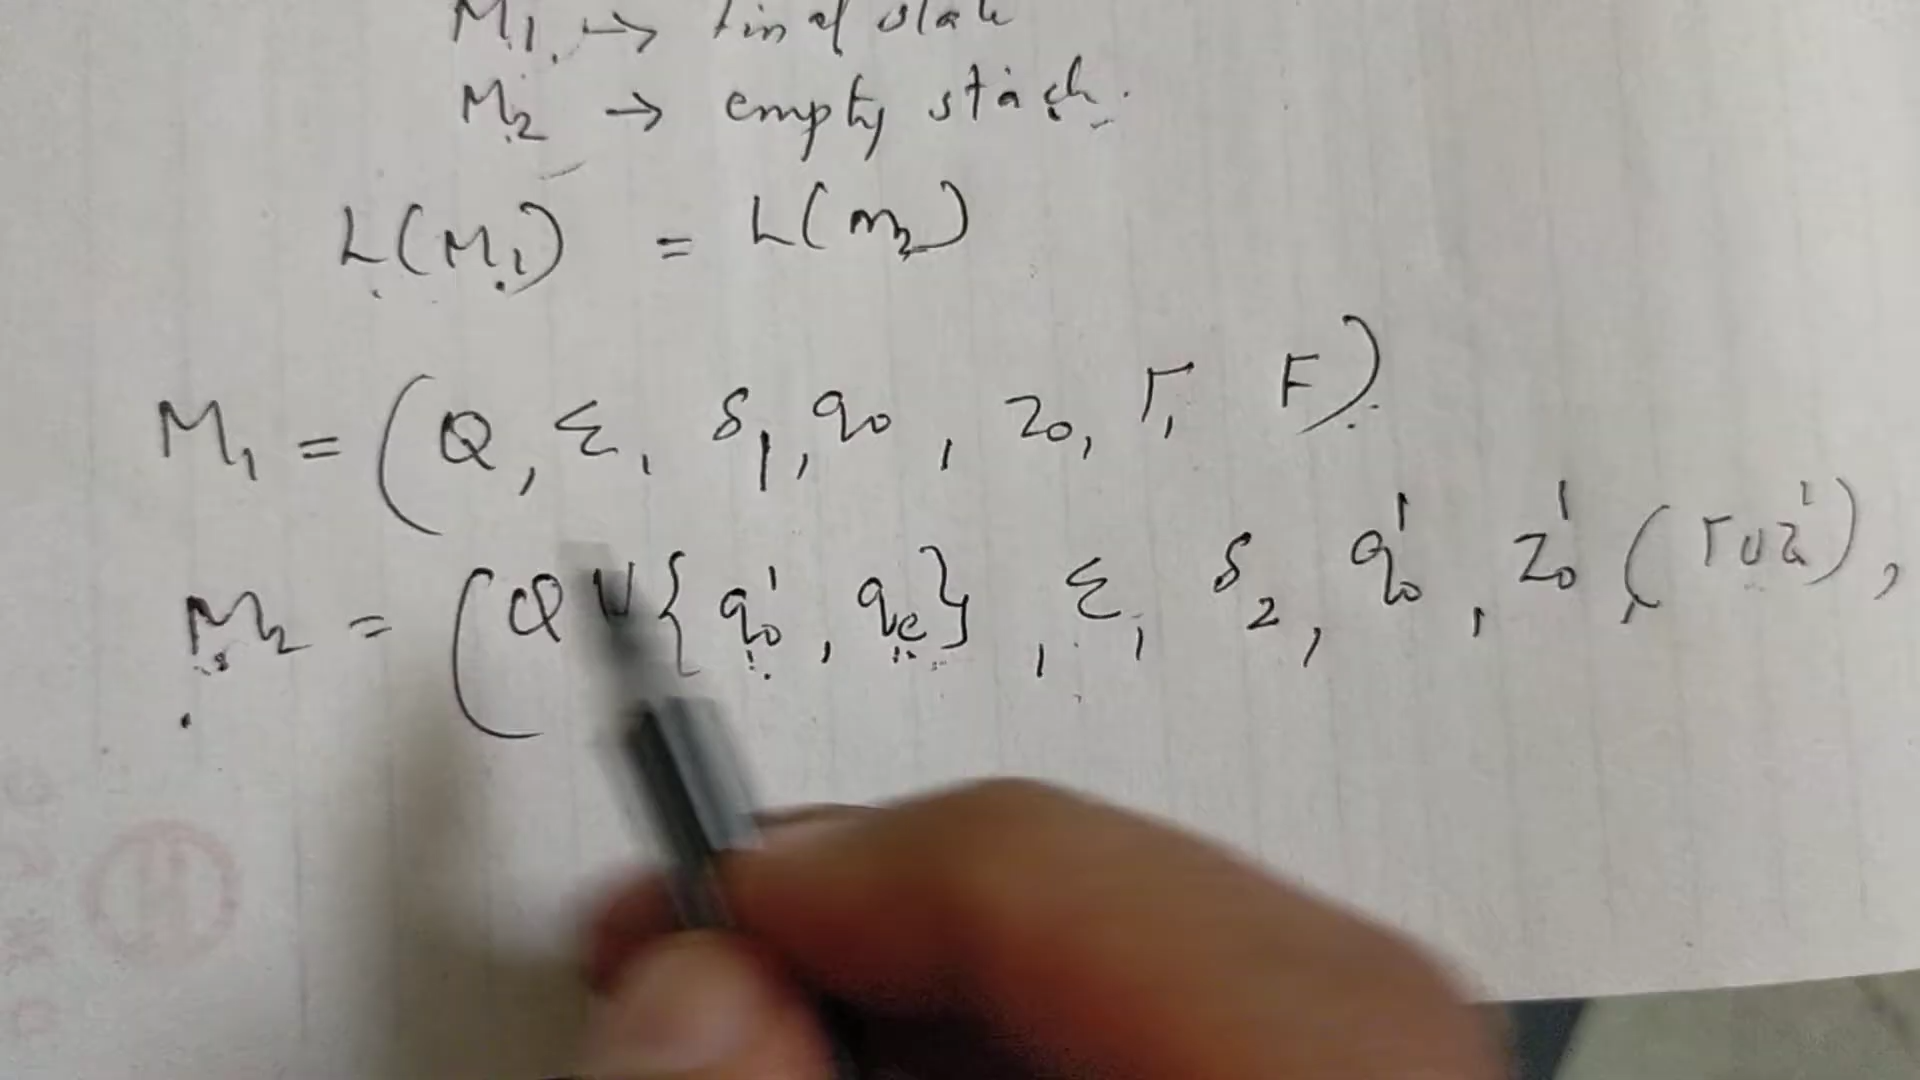 M₁ → final state
M₂ → empty stack.
L(M₁) = L(M₂)
M₁ = (Q, Σ, δ₁, q₀, z₀, Γ, F).
M₂ = (Q ∪ {q₀', qₑ}, Σ, δ₂, q₀', z₀', (Γ ∪ z₀'),